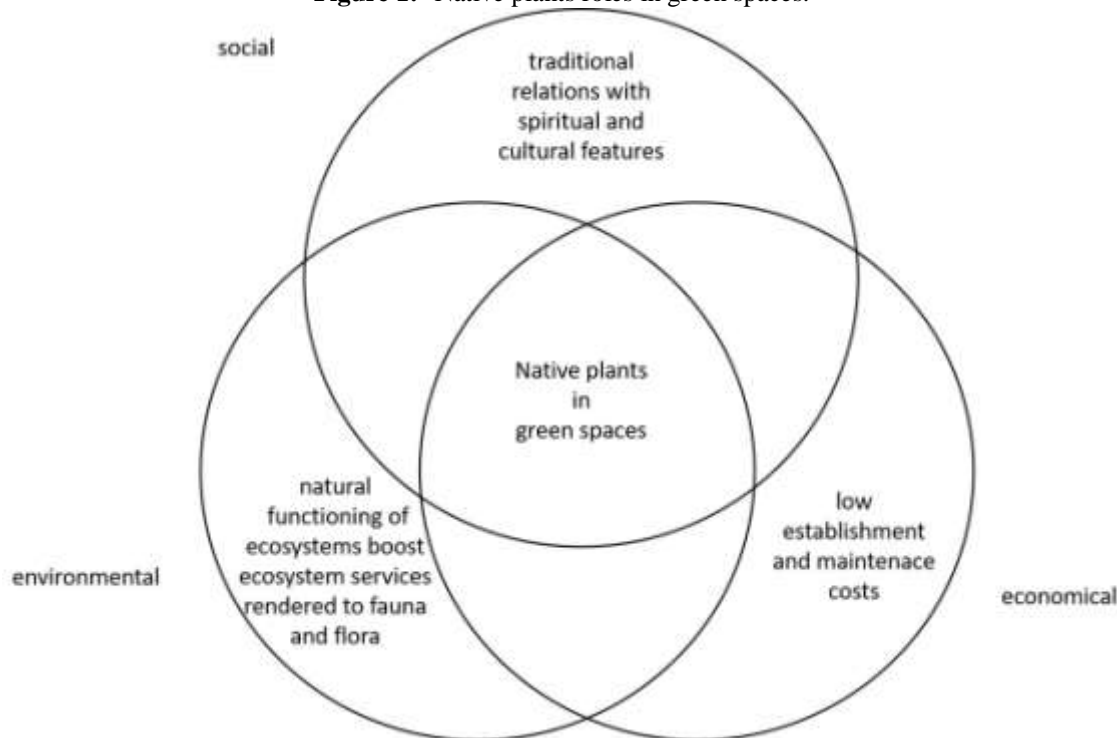 Figure 1. Native plants roles in green spaces.
social
traditional
relations with
spiritual and
cultural features
Native plants
in
green spaces
natural
functioning of
ecosystems boost
ecosystem services
rendered to fauna
and flora
low
establishment
and maintenace
costs
environmental
economical